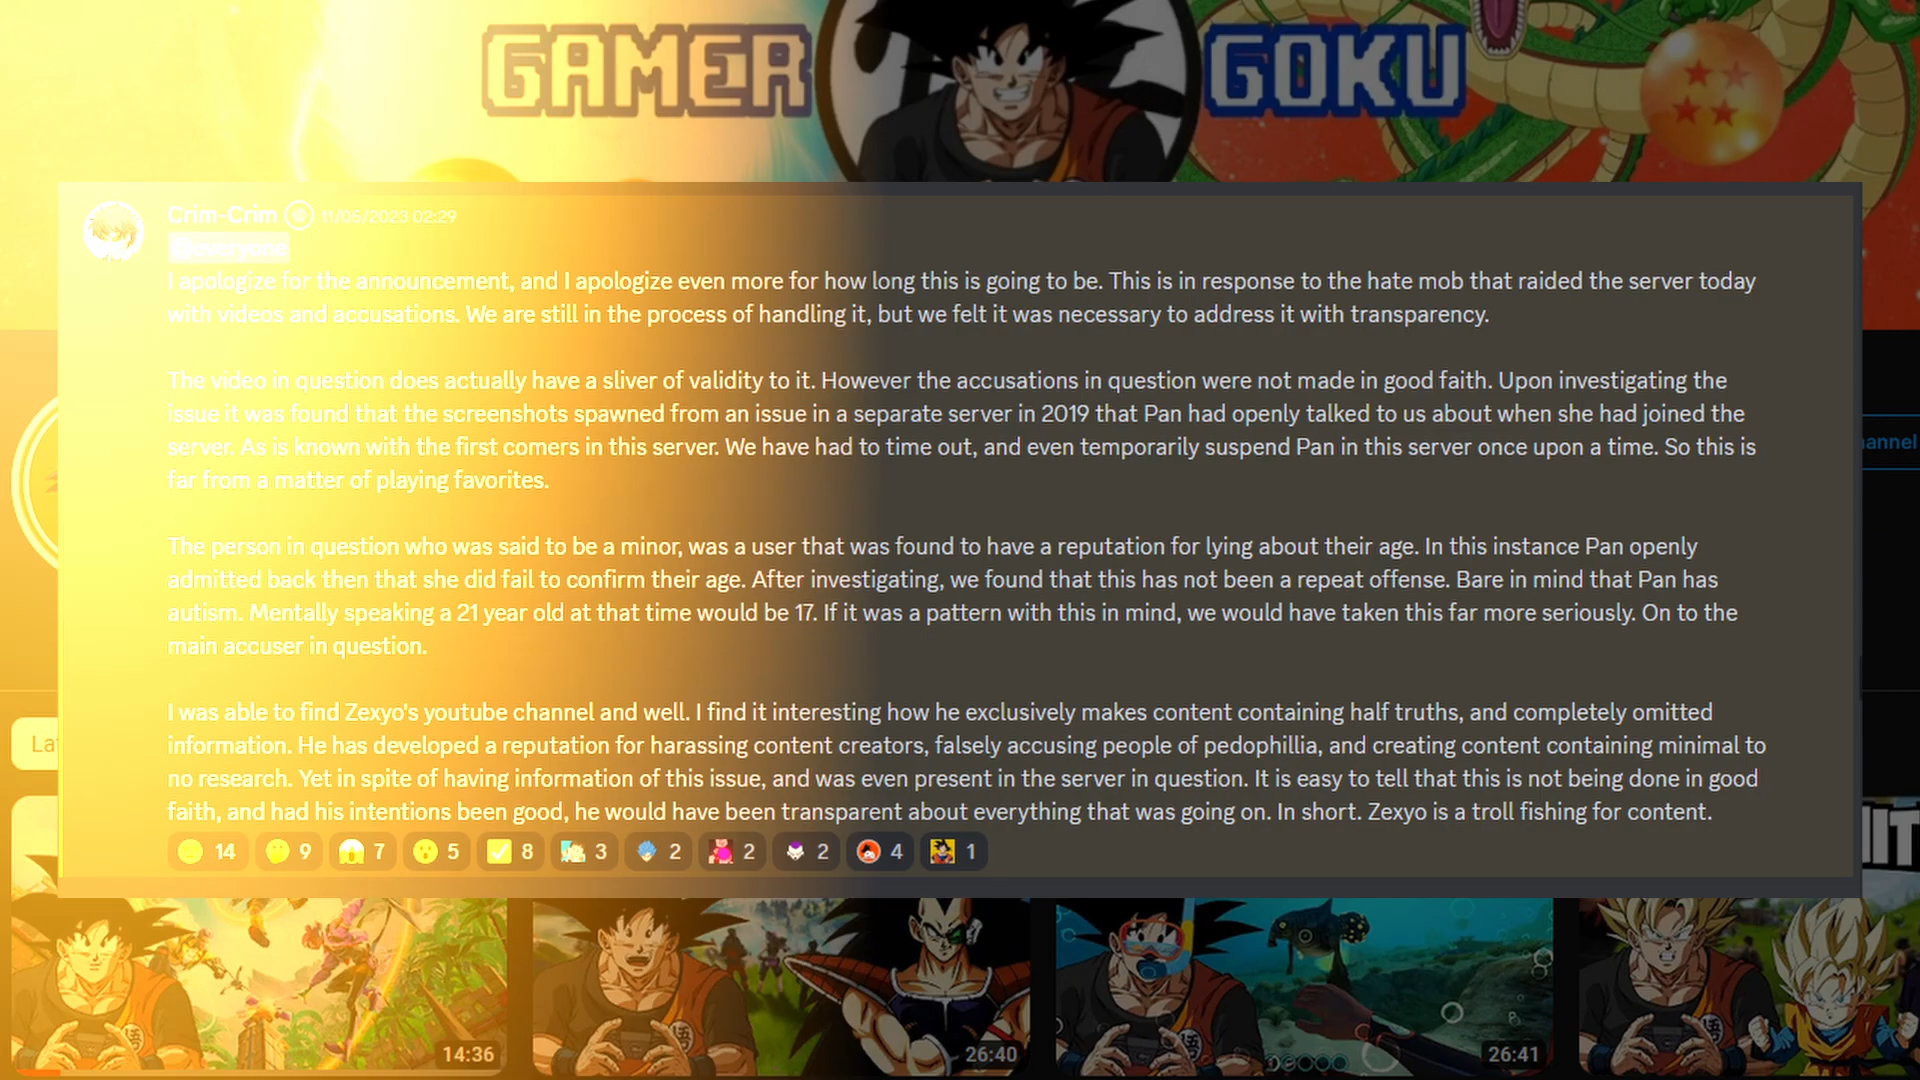 GAMER GOKU
Crim-Crim 11/05/2023 02:29
@everyone
I apologize for the announcement, and I apologize even more for how long this is going to be. This is in response to the hate mob that raided the server today
with videos and accusations. We are still in the process of handling it, but we felt it was necessary to address it with transparency.
The video in question does actually have a sliver of validity to it. However the accusations in question were not made in good faith. Upon investigating the
issue it was found that the screenshots spawned from an issue in a separate server in 2019 that Pan had openly talked to us about when she had joined the
server. As is known with the first comers in this server. We have had to time out, and even temporarily suspend Pan in this server once upon a time. So this is
far from a matter of playing favorites.
The person in question who was said to be a minor, was a user that was found to have a reputation for lying about their age. In this instance Pan openly
admitted back then that she did fail to confirm their age. After investigating, we found that this has not been a repeat offense. Bare in mind that Pan has
autism. Mentally speaking a 21 year old at that time would be 17. If it was a pattern with this in mind, we would have taken this far more seriously. On to the
main accuser in question.
I was able to find Zexyo's youtube channel and well. I find it interesting how he exclusively makes content containing half truths, and completely omitted
information. He has developed a reputation for harassing content creators, falsely accusing people of pedophillia, and creating content containing minimal to
no research. Yet in spite of having information of this issue, and was even present in the server in question. It is easy to tell that this is not being done in good
faith, and had his intentions been good, he would have been transparent about everything that was going on. In short. Zexyo is a troll fishing for content.
14 9 7 5 8 3 2 2 2 4 1
14:36 26:40 26:41